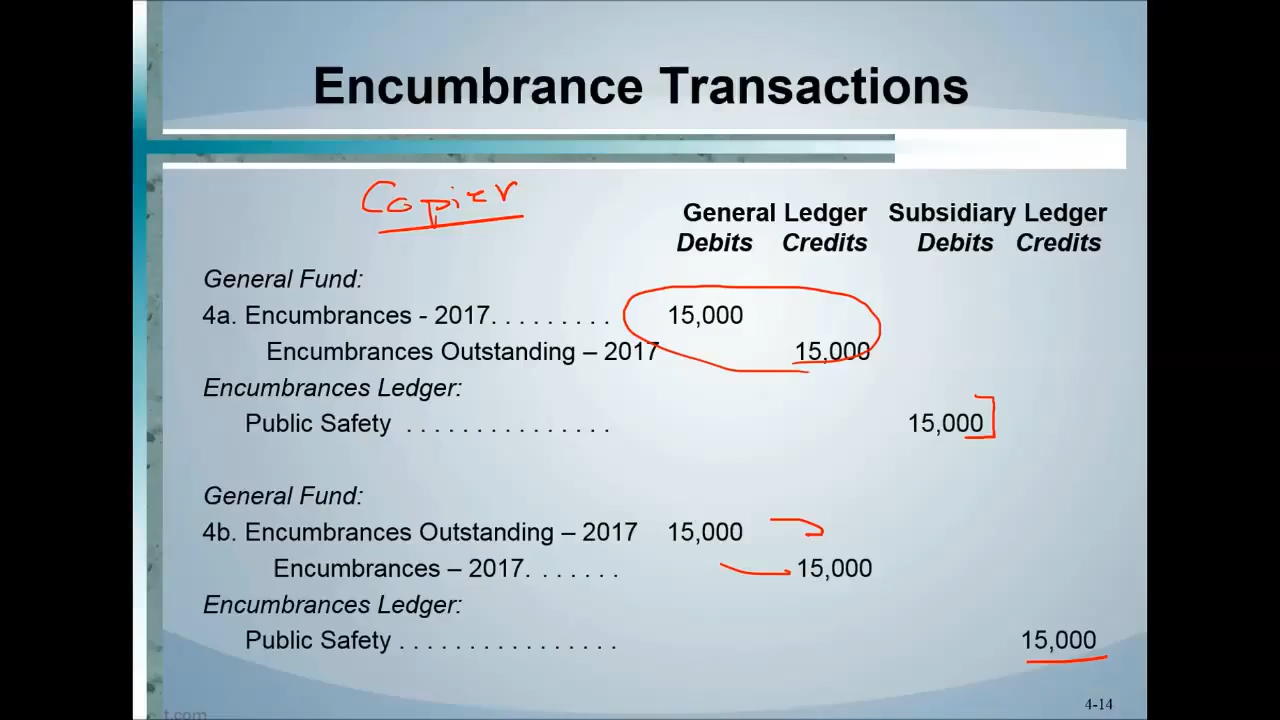 Encumbrance Transactions
Copier
General Ledger Subsidiary Ledger
Debits Credits Debits Credits
General Fund:
4a. Encumbrances - 2017. . . . . . . . . 15,000
Encumbrances Outstanding – 2017 15,000
Encumbrances Ledger:
Public Safety . . . . . . . . . . . . . . . 15,000
General Fund:
4b. Encumbrances Outstanding – 2017 15,000
Encumbrances – 2017. . . . . . . 15,000
Encumbrances Ledger:
Public Safety . . . . . . . . . . . . . . . . 15,000
4-14
t.com